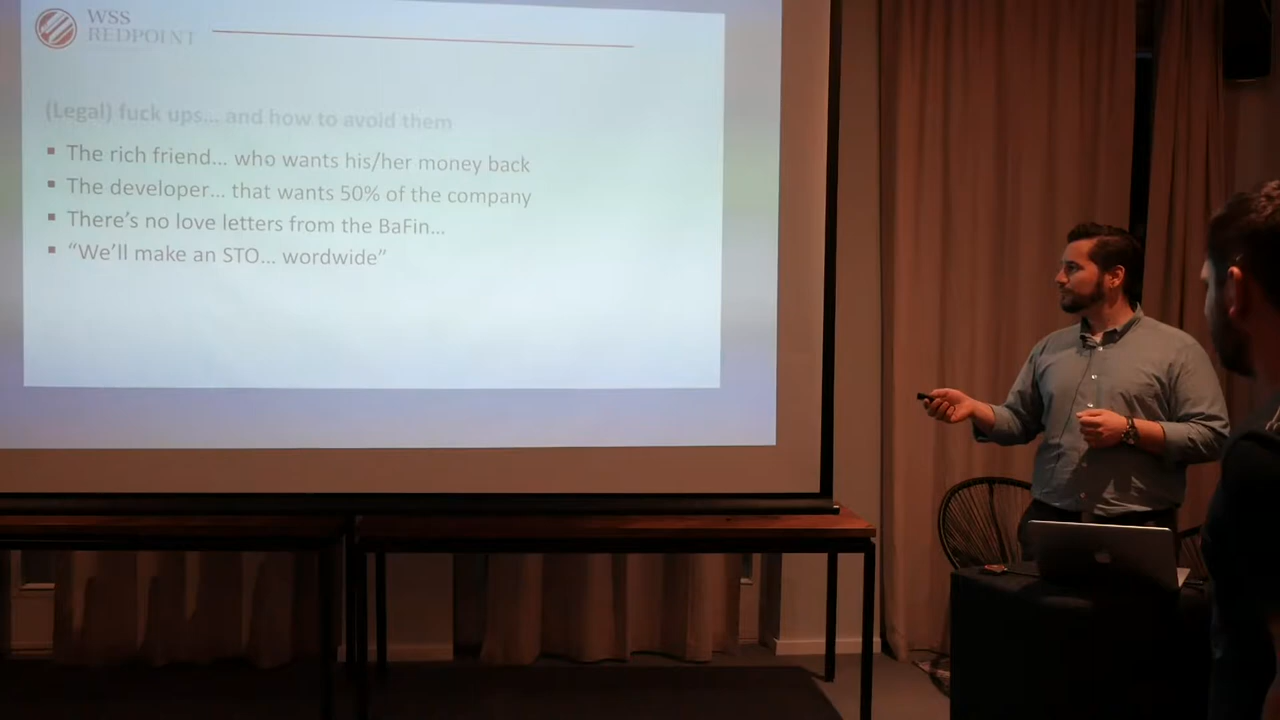 WSS
REDPOINT
(Legal) fuck ups... and how to avoid them
▪ The rich friend... who wants his/her money back
▪ The developer... that wants 50% of the company
▪ There's no love letters from the BaFin...
▪ “We'll make an STO... wordwide”